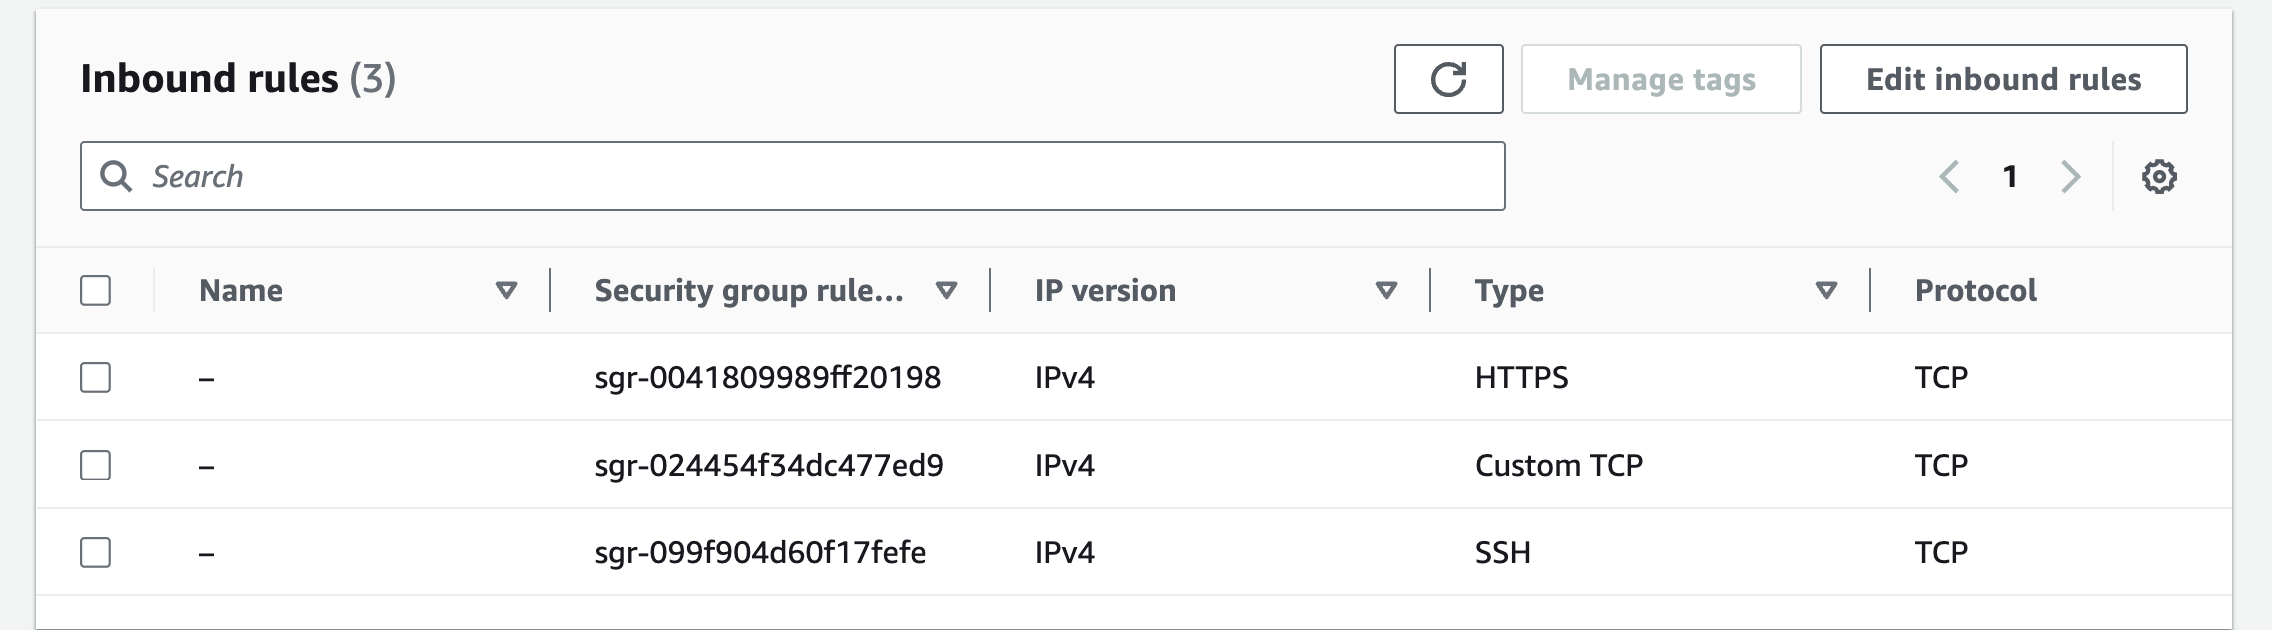 Inbound rules (3)
Manage tags
Edit inbound rules
Search
1
Name Security group rule... IP version Type Protocol
– sgr-0041809989ff20198 IPv4 HTTPS TCP
– sgr-024454f34dc477ed9 IPv4 Custom TCP TCP
– sgr-099f904d60f17fefe IPv4 SSH TCP